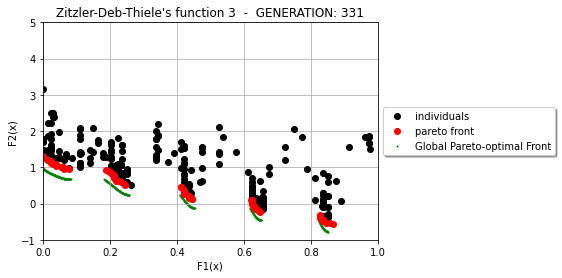 Zitzler-Deb-Thiele's function 3 - GENERATION: 331
5
4
3
2
1
0
−1
F2(x)
0.0 0.2 0.4 0.6 0.8 1.0
F1(x)
individuals
pareto front
Global Pareto-optimal Front